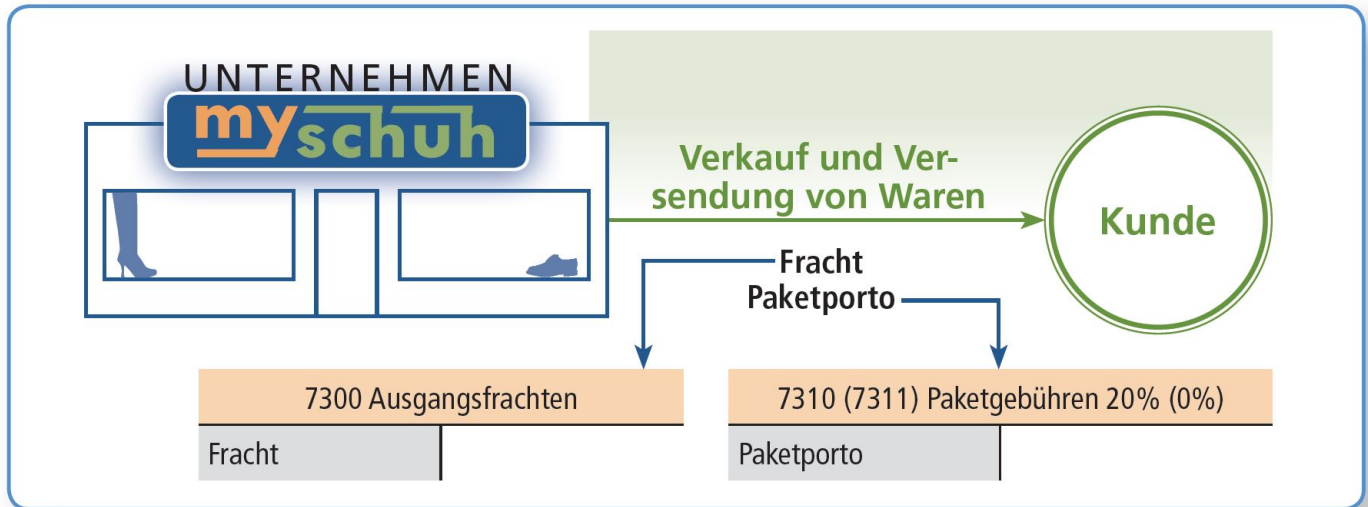 UNTERNEHMEN
myschuh
Verkauf und Ver-
sendung von Waren
Kunde
Fracht
Paketporto
7300 Ausgangsfrachten
Fracht
7310 (7311) Paketgebühren 20% (0%)
Paketporto